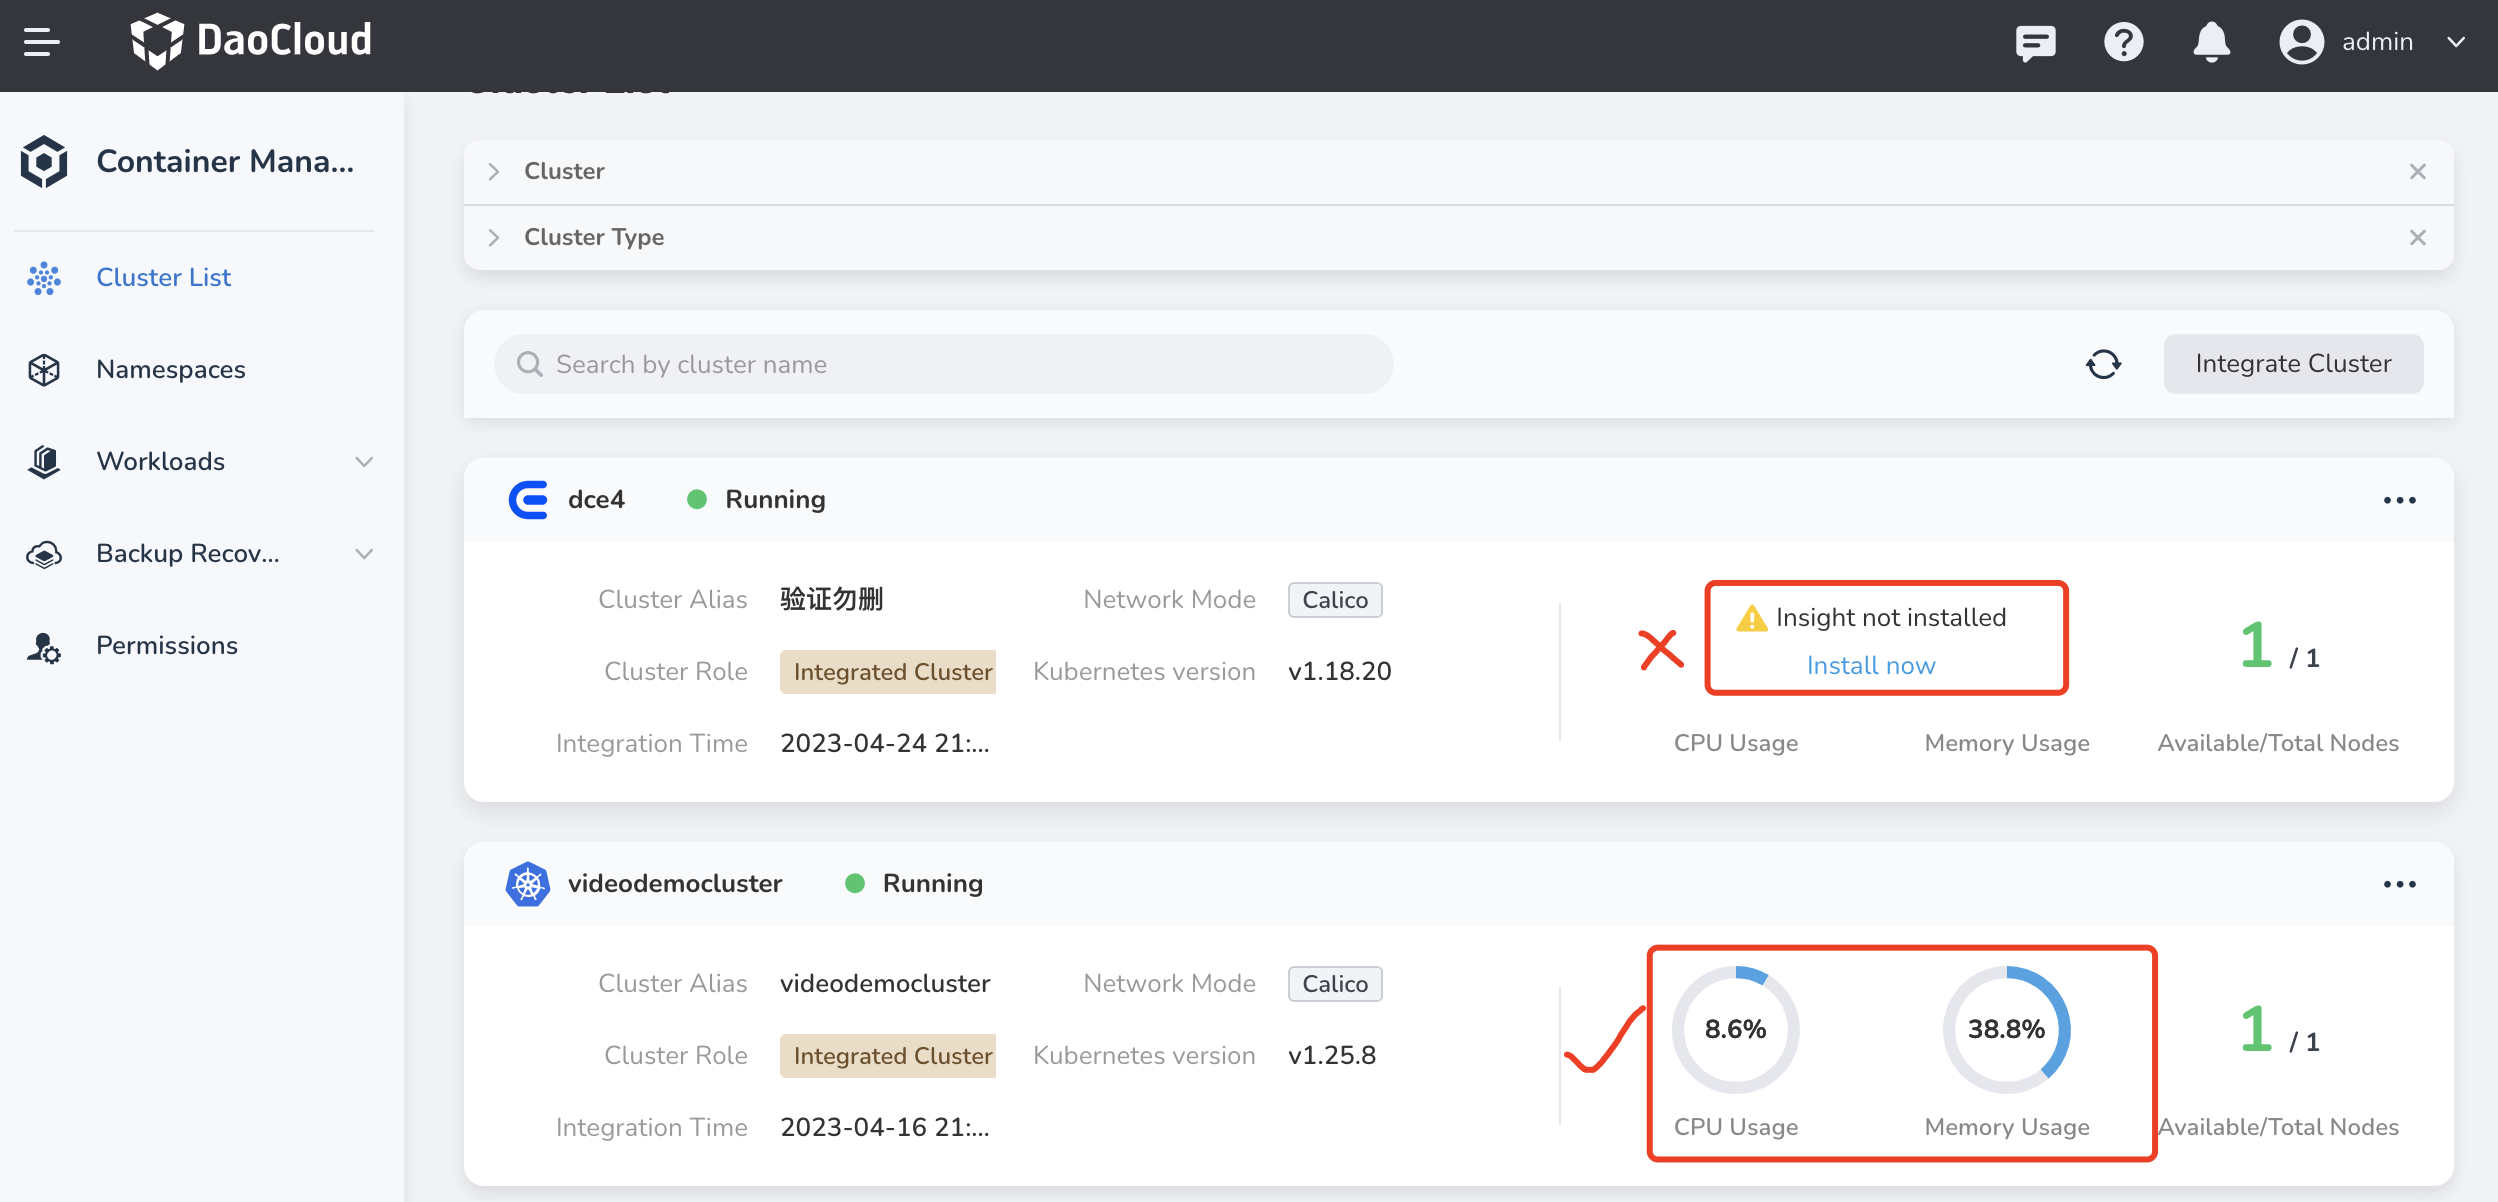 DaoCloud
admin
Container Mana...
Cluster List
Namespaces
Workloads
Backup Recov...
Permissions
Cluster List
Cluster
Cluster Type
Search by cluster name
Integrate Cluster
dce4
Running
Cluster Alias 验证勿删
Network Mode Calico
Cluster Role Integrated Cluster
Kubernetes version v1.18.20
Integration Time 2023-04-24 21:...
Insight not installed
Install now
1 / 1
CPU Usage
Memory Usage
Available/Total Nodes
videodemocluster
Running
Cluster Alias videodemocluster
Network Mode Calico
Cluster Role Integrated Cluster
Kubernetes version v1.25.8
Integration Time 2023-04-16 21:...
8.6%
38.8%
1 / 1
CPU Usage
Memory Usage
Available/Total Nodes